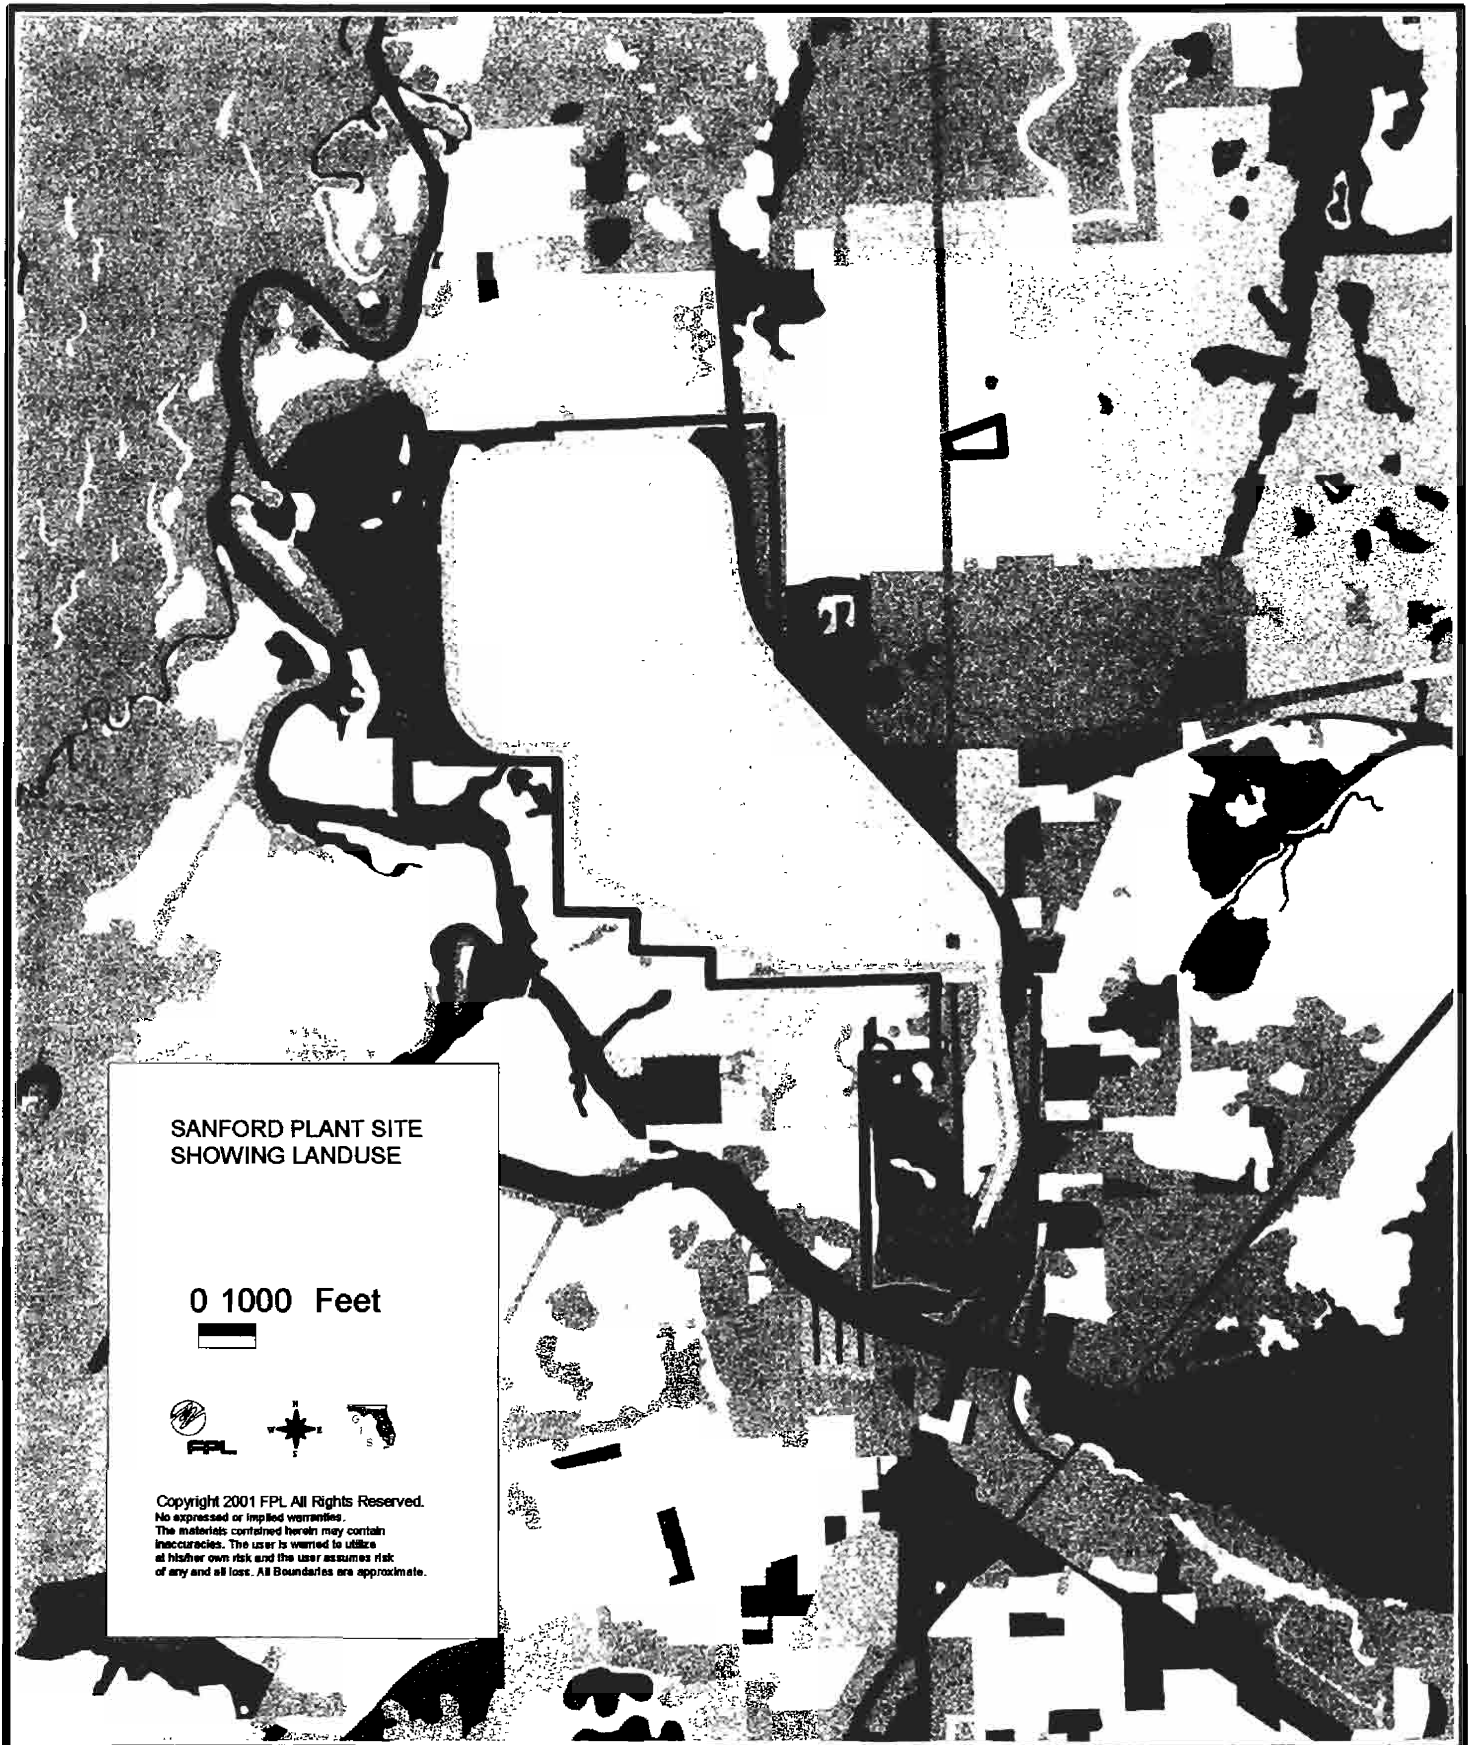 SANFORD PLANT SITE
SHOWING LANDUSE
0 1000 Feet
FPL
N
W E
S
G
I
S
Copyright 2001 FPL All Rights Reserved.
No expressed or implied warranties.
The materials contained herein may contain
inaccuracies. The user is warned to utilize
at his/her own risk and the user assumes risk
of any and all loss. All Boundaries are approximate.